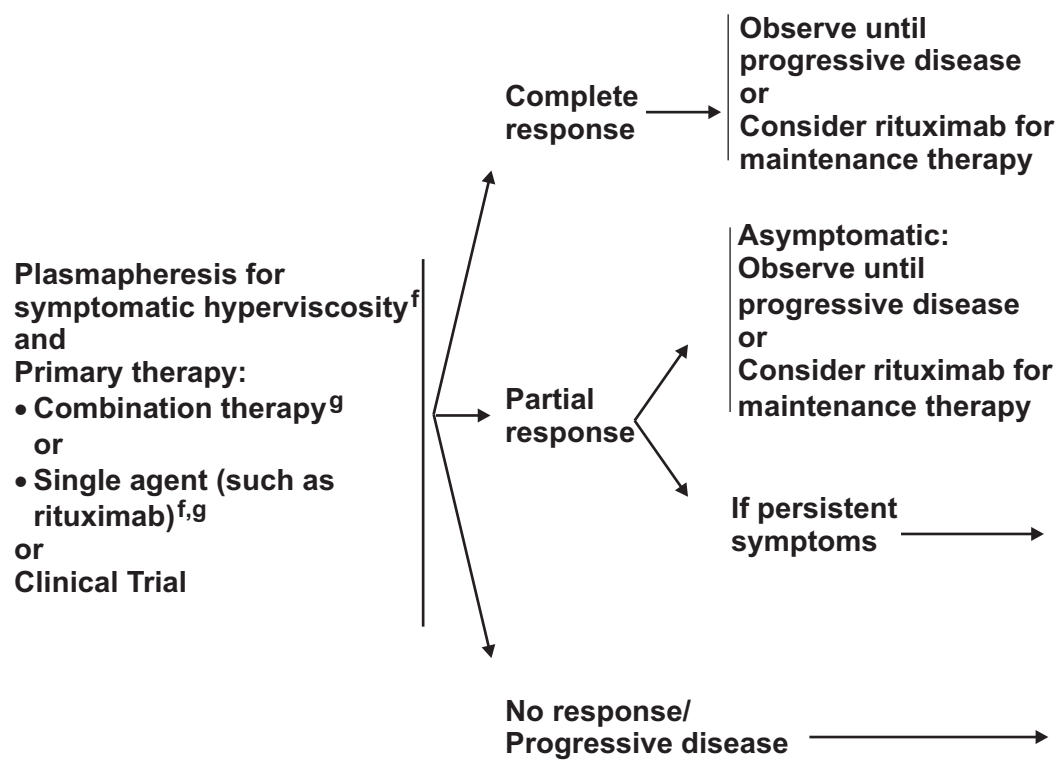 Plasmapheresis for
symptomatic hyperviscosityf
and
Primary therapy:
• Combination therapyg
or
• Single agent (such as
rituximab)f,g
or
Clinical Trial
Complete
response
Observe until
progressive disease
or
Consider rituximab for
maintenance therapy
Partial
response
Asymptomatic:
Observe until
progressive disease
or
Consider rituximab for
maintenance therapy
If persistent
symptoms
No response/
Progressive disease